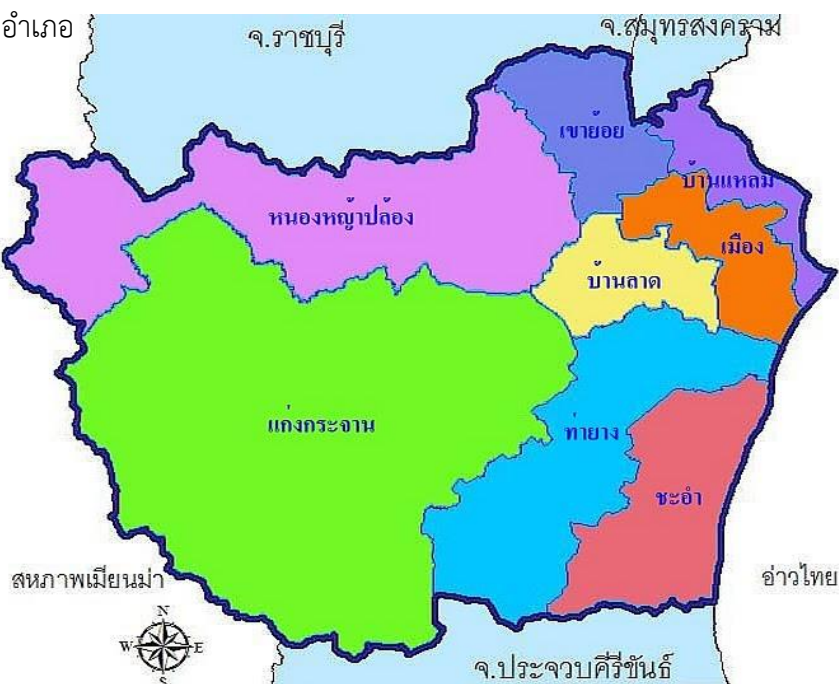 อำเภอ
จ.ราชบุรี
จ.สมุทรสงคราม
เขาย้อย
บ้านแหลม
หนองหญ้าปล้อง
เมือง
บ้านลาด
แก่งกระจาน
ท่ายาง
ชะอำ
สหภาพเมียนม่า
อ่าวไทย
N
W
E
S
จ.ประจวบคีรีขันธ์